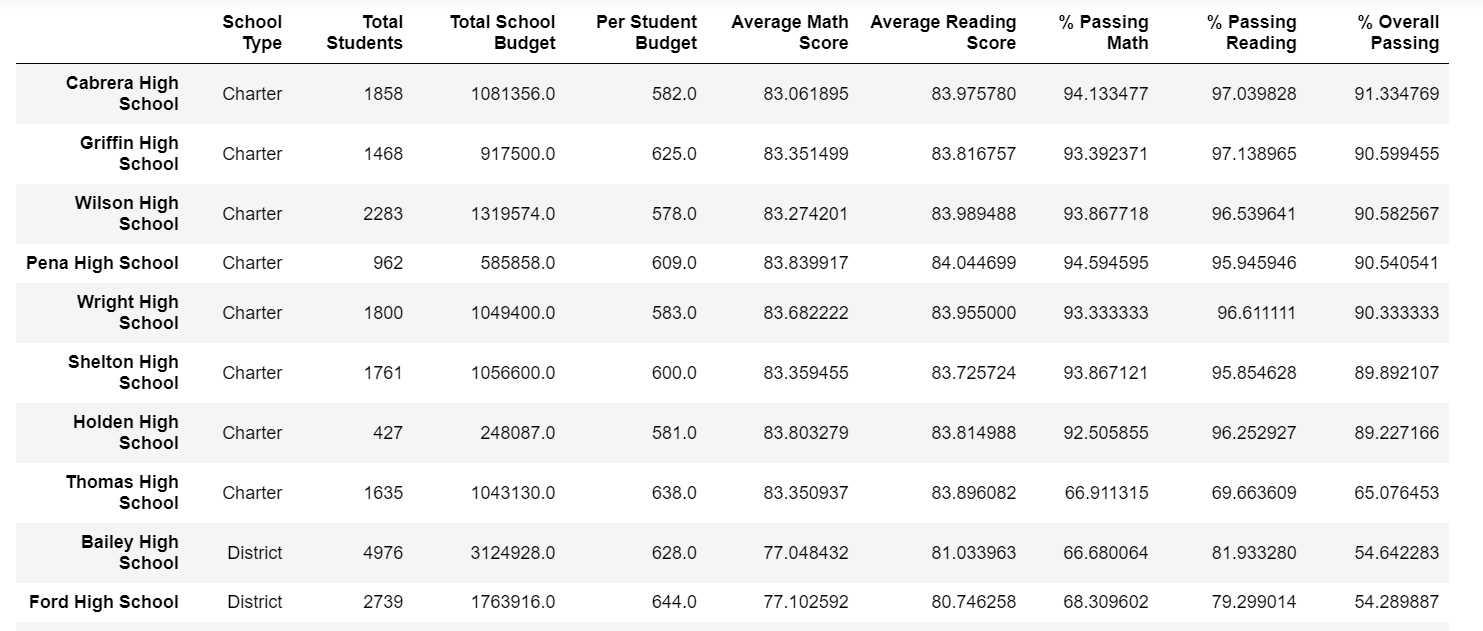 School Type Total Students Total School Budget Per Student Budget Average Math Score Average Reading Score % Passing Math % Passing Reading % Overall Passing
Cabrera High School Charter 1858 1081356.0 582.0 83.061895 83.975780 94.133477 97.039828 91.334769
Griffin High School Charter 1468 917500.0 625.0 83.351499 83.816757 93.392371 97.138965 90.599455
Wilson High School Charter 2283 1319574.0 578.0 83.274201 83.989488 93.867718 96.539641 90.582567
Pena High School Charter 962 585858.0 609.0 83.839917 84.044699 94.594595 95.945946 90.540541
Wright High School Charter 1800 1049400.0 583.0 83.682222 83.955000 93.333333 96.611111 90.333333
Shelton High School Charter 1761 1056600.0 600.0 83.359455 83.725724 93.867121 95.854628 89.892107
Holden High School Charter 427 248087.0 581.0 83.803279 83.814988 92.505855 96.252927 89.227166
Thomas High School Charter 1635 1043130.0 638.0 83.350937 83.896082 66.911315 69.663609 65.076453
Bailey High School District 4976 3124928.0 628.0 77.048432 81.033963 66.680064 81.933280 54.642283
Ford High School District 2739 1763916.0 644.0 77.102592 80.746258 68.309602 79.299014 54.289887